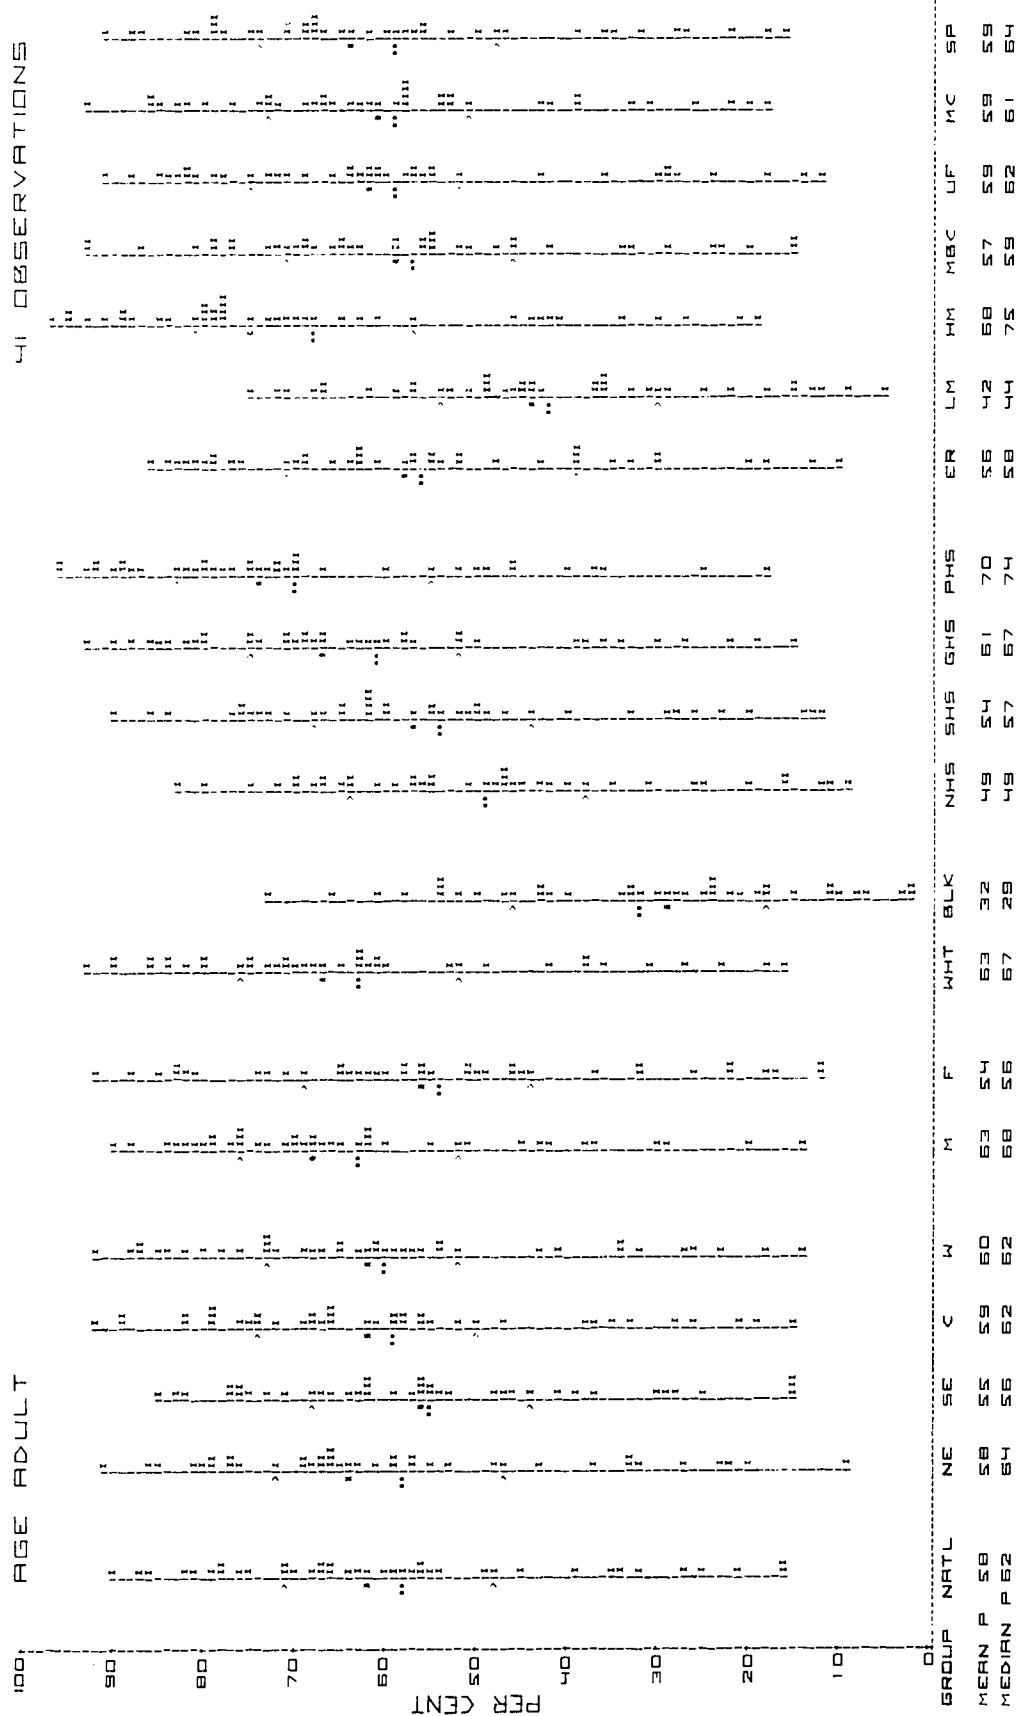 AGE ADULT 41 OBSERVATIONS
100
90
80
70
60
50
40
30
20
10
0
PER CENT
GROUP NATL NE SE C W M F WHT BLK NHS SHS GHS PHS ER LM HM MBC UF MC SP
MEAN P 58 58 55 59 60 63 54 63 32 49 54 61 70 56 42 68 57 59 59 59
MEDIAN P 62 64 56 62 62 68 56 67 29 49 57 67 74 58 44 75 59 62 61 64